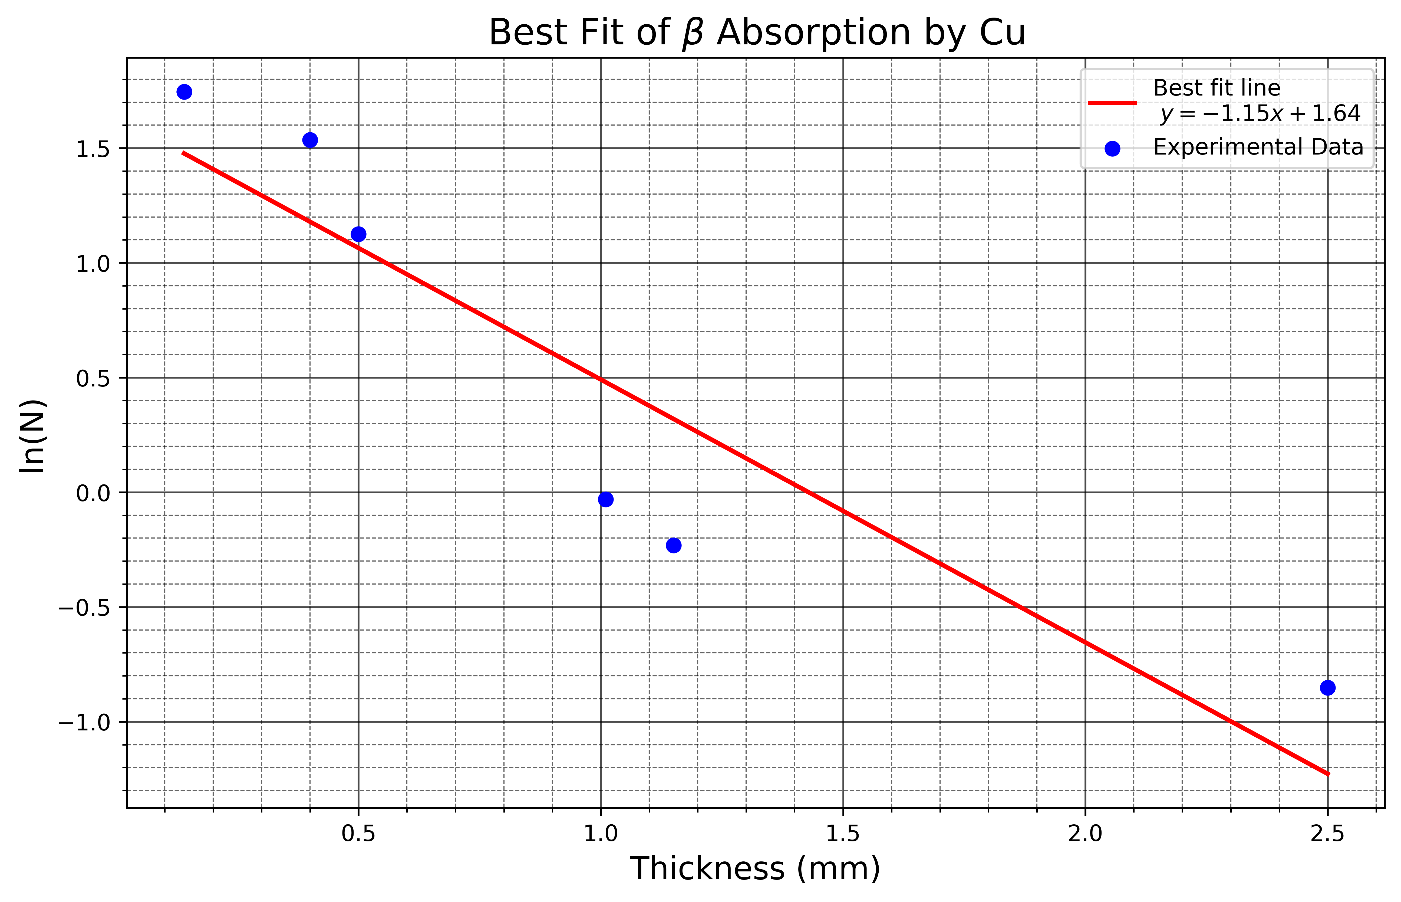 Best Fit of β Absorption by Cu
Best fit line
y = −1.15x + 1.64
Experimental Data
ln(N)
1.5
1.0
0.5
0.0
−0.5
−1.0
0.5 1.0 1.5 2.0 2.5
Thickness (mm)